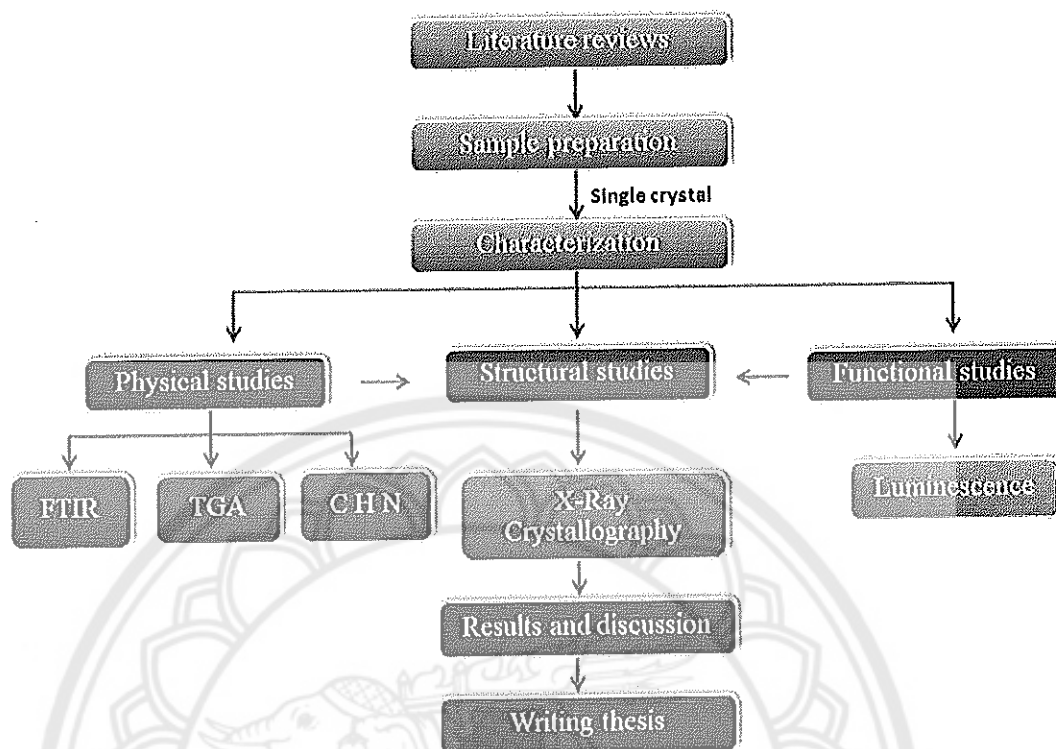 Literature reviews
Sample preparation
Single crystal
Characterization
Physical studies
Structural studies
Functional studies
FTIR
TGA
C H N
X-Ray
Crystallography
Luminescence
Results and discussion
Writing thesis